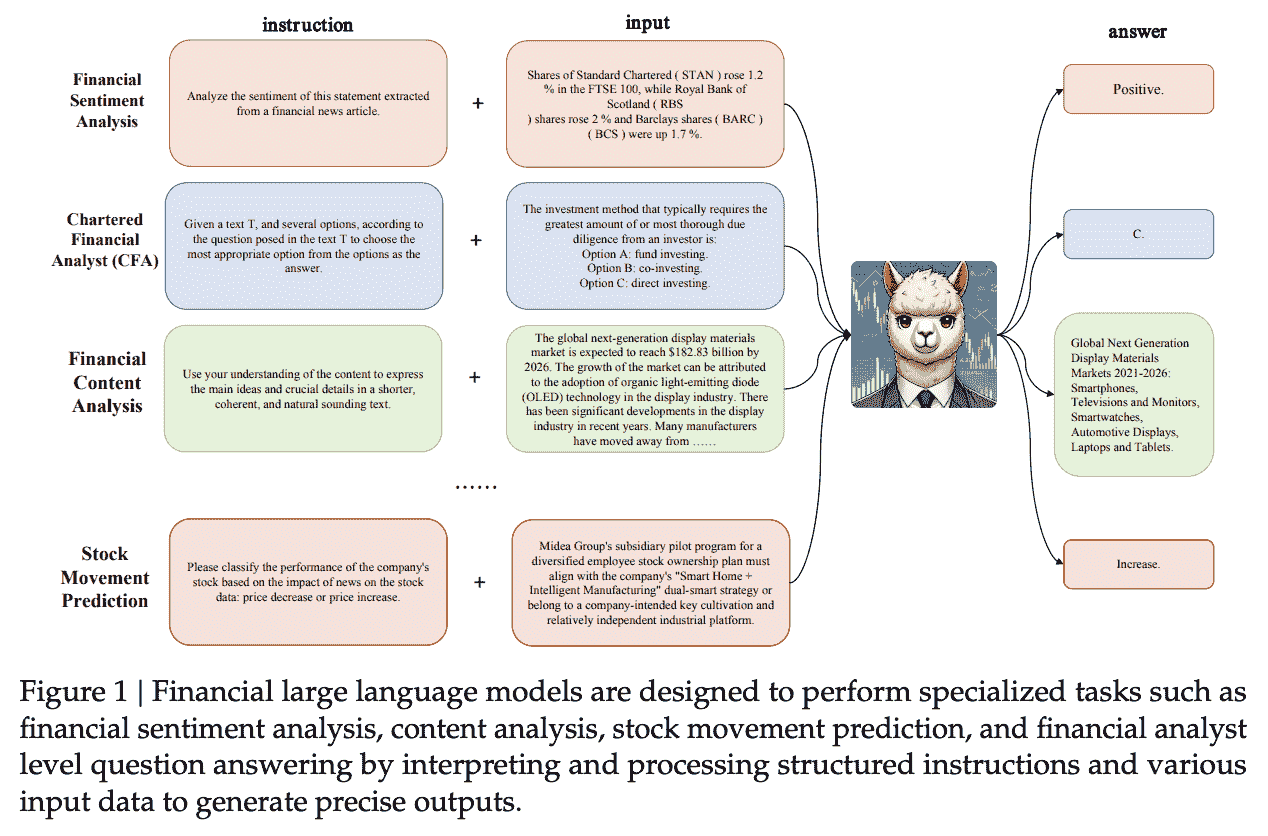 instruction
input
answer
Financial
Sentiment
Analysis
Analyze the sentiment of this statement extracted
from a financial news article.
+
Shares of Standard Chartered ( STAN ) rose 1.2
% in the FTSE 100, while Royal Bank of
Scotland ( RBS
) shares rose 2 % and Barclays shares ( BARC )
( BCS ) were up 1.7 %.
Positive.
Chartered
Financial
Analyst (CFA)
Given a text T, and several options, according to
the question posed in the text T to choose the
most appropriate option from the options as the
answer.
+
The investment method that typically requires the
greatest amount of or most thorough due
diligence from an investor is:
Option A: fund investing.
Option B: co-investing.
Option C: direct investing.
C.
Financial
Content
Analysis
Use your understanding of the content to express
the main ideas and crucial details in a shorter,
coherent, and natural sounding text.
+
The global next-generation display materials
market is expected to reach $182.83 billion by
2026. The growth of the market can be attributed
to the adoption of organic light-emitting diode
(OLED) technology in the display industry. There
has been significant developments in the display
industry in recent years. Many manufacturers
have moved away from ……
Global Next Generation
Display Materials
Markets 2021-2026:
Smartphones,
Televisions and Monitors,
Smartwatches,
Automotive Displays,
Laptops and Tablets.
……
Stock
Movement
Prediction
Please classify the performance of the company's
stock based on the impact of news on the stock
data: price decrease or price increase.
+
Midea Group's subsidiary pilot program for a
diversified employee stock ownership plan must
align with the company's "Smart Home +
Intelligent Manufacturing" dual-smart strategy or
belong to a company-intended key cultivation and
relatively independent industrial platform.
Increase.
Figure 1 | Financial large language models are designed to perform specialized tasks such as
financial sentiment analysis, content analysis, stock movement prediction, and financial analyst
level question answering by interpreting and processing structured instructions and various
input data to generate precise outputs.